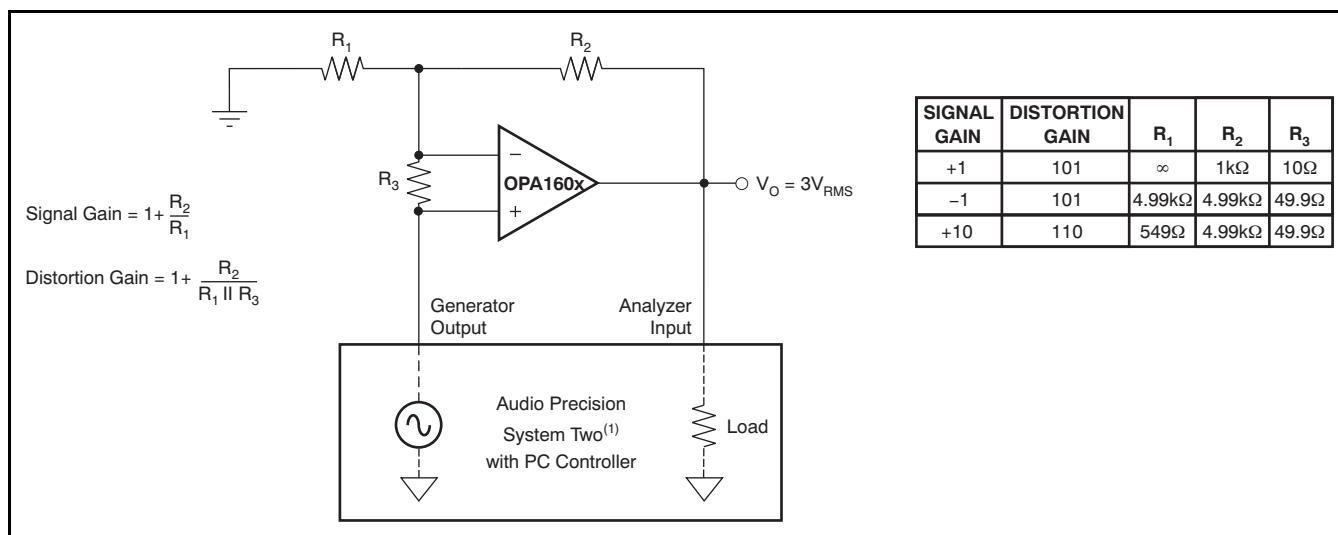 R1
R2
R3
−
OPA160x
+
VO = 3VRMS
Signal Gain = 1+ R2
R1
Distortion Gain = 1+ R2
R1 II R3
Generator
Output
Analyzer
Input
Audio Precision
System Two(1)
with PC Controller
Load
SIGNAL GAIN DISTORTION GAIN R1 R2 R3
+1 101 ∞ 1kΩ 10Ω
−1 101 4.99kΩ 4.99kΩ 49.9Ω
+10 110 549Ω 4.99kΩ 49.9Ω